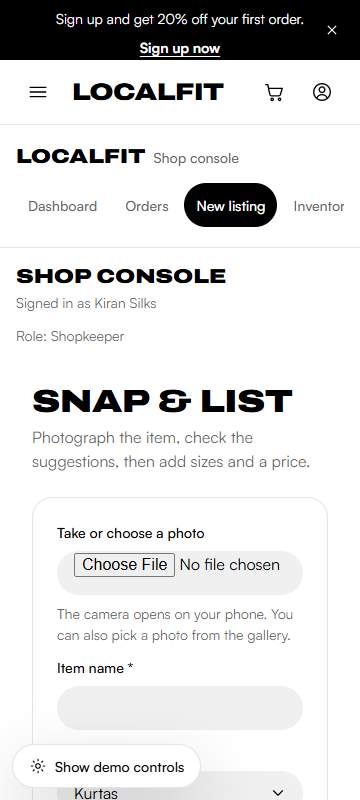 Sign up and get 20% off your first order.
Sign up now
LOCALFIT
LOCALFIT Shop console
Dashboard Orders New listing Inventor
SHOP CONSOLE
Signed in as Kiran Silks
Role: Shopkeeper
SNAP & LIST
Photograph the item, check the
suggestions, then add sizes and a price.
Take or choose a photo
Choose File No file chosen
The camera opens on your phone. You
can also pick a photo from the gallery.
Item name *
Show demo controls
Kurtas